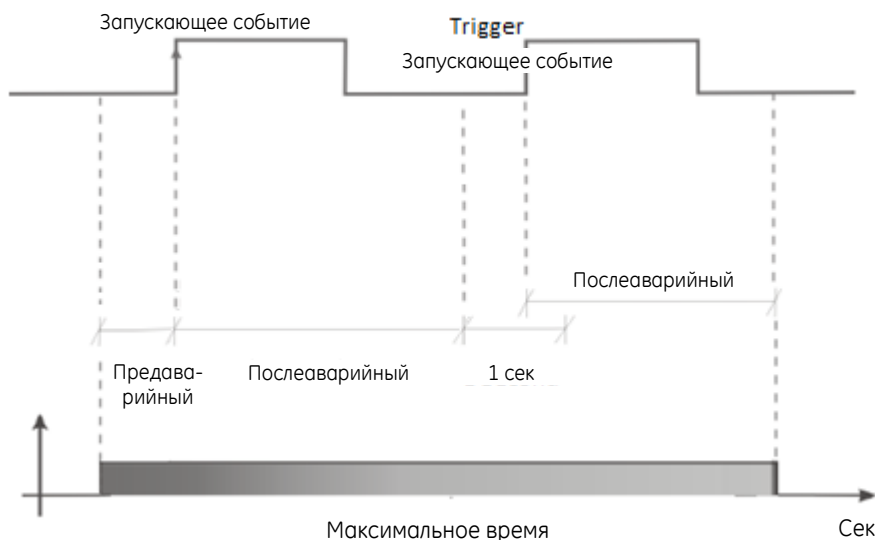 Запускающее событие
Trigger
Запускающее событие
Послеаварийный
Предава-
рийный
Послеаварийный
1 сек
Максимальное время
Сек